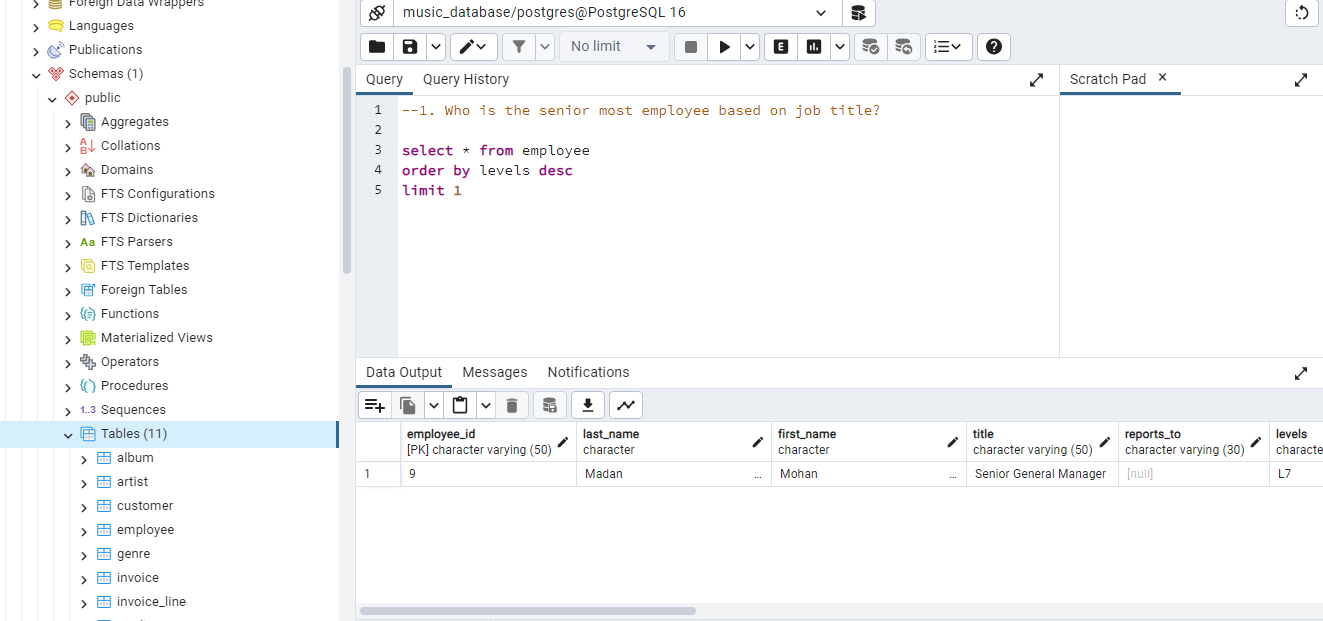 Foreign Data Wrappers
Languages
Publications
Schemas (1)
public
Aggregates
Collations
Domains
FTS Configurations
FTS Dictionaries
Aa FTS Parsers
FTS Templates
Foreign Tables
Functions
Materialized Views
Operators
Procedures
1..3 Sequences
Tables (11)
album
artist
customer
employee
genre
invoice
invoice_line
music_database/postgres@PostgreSQL 16
No limit
E
Query Query History
Scratch Pad ×
1 --1. Who is the senior most employee based on job title?
2
3 select * from employee
4 order by levels desc
5 limit 1
Data Output Messages Notifications
employee_id last_name first_name title reports_to levels
[PK] character varying (50) character character character varying (50) character varying (30) characte
1 9 Madan ... Mohan ... Senior General Manager [null] L7